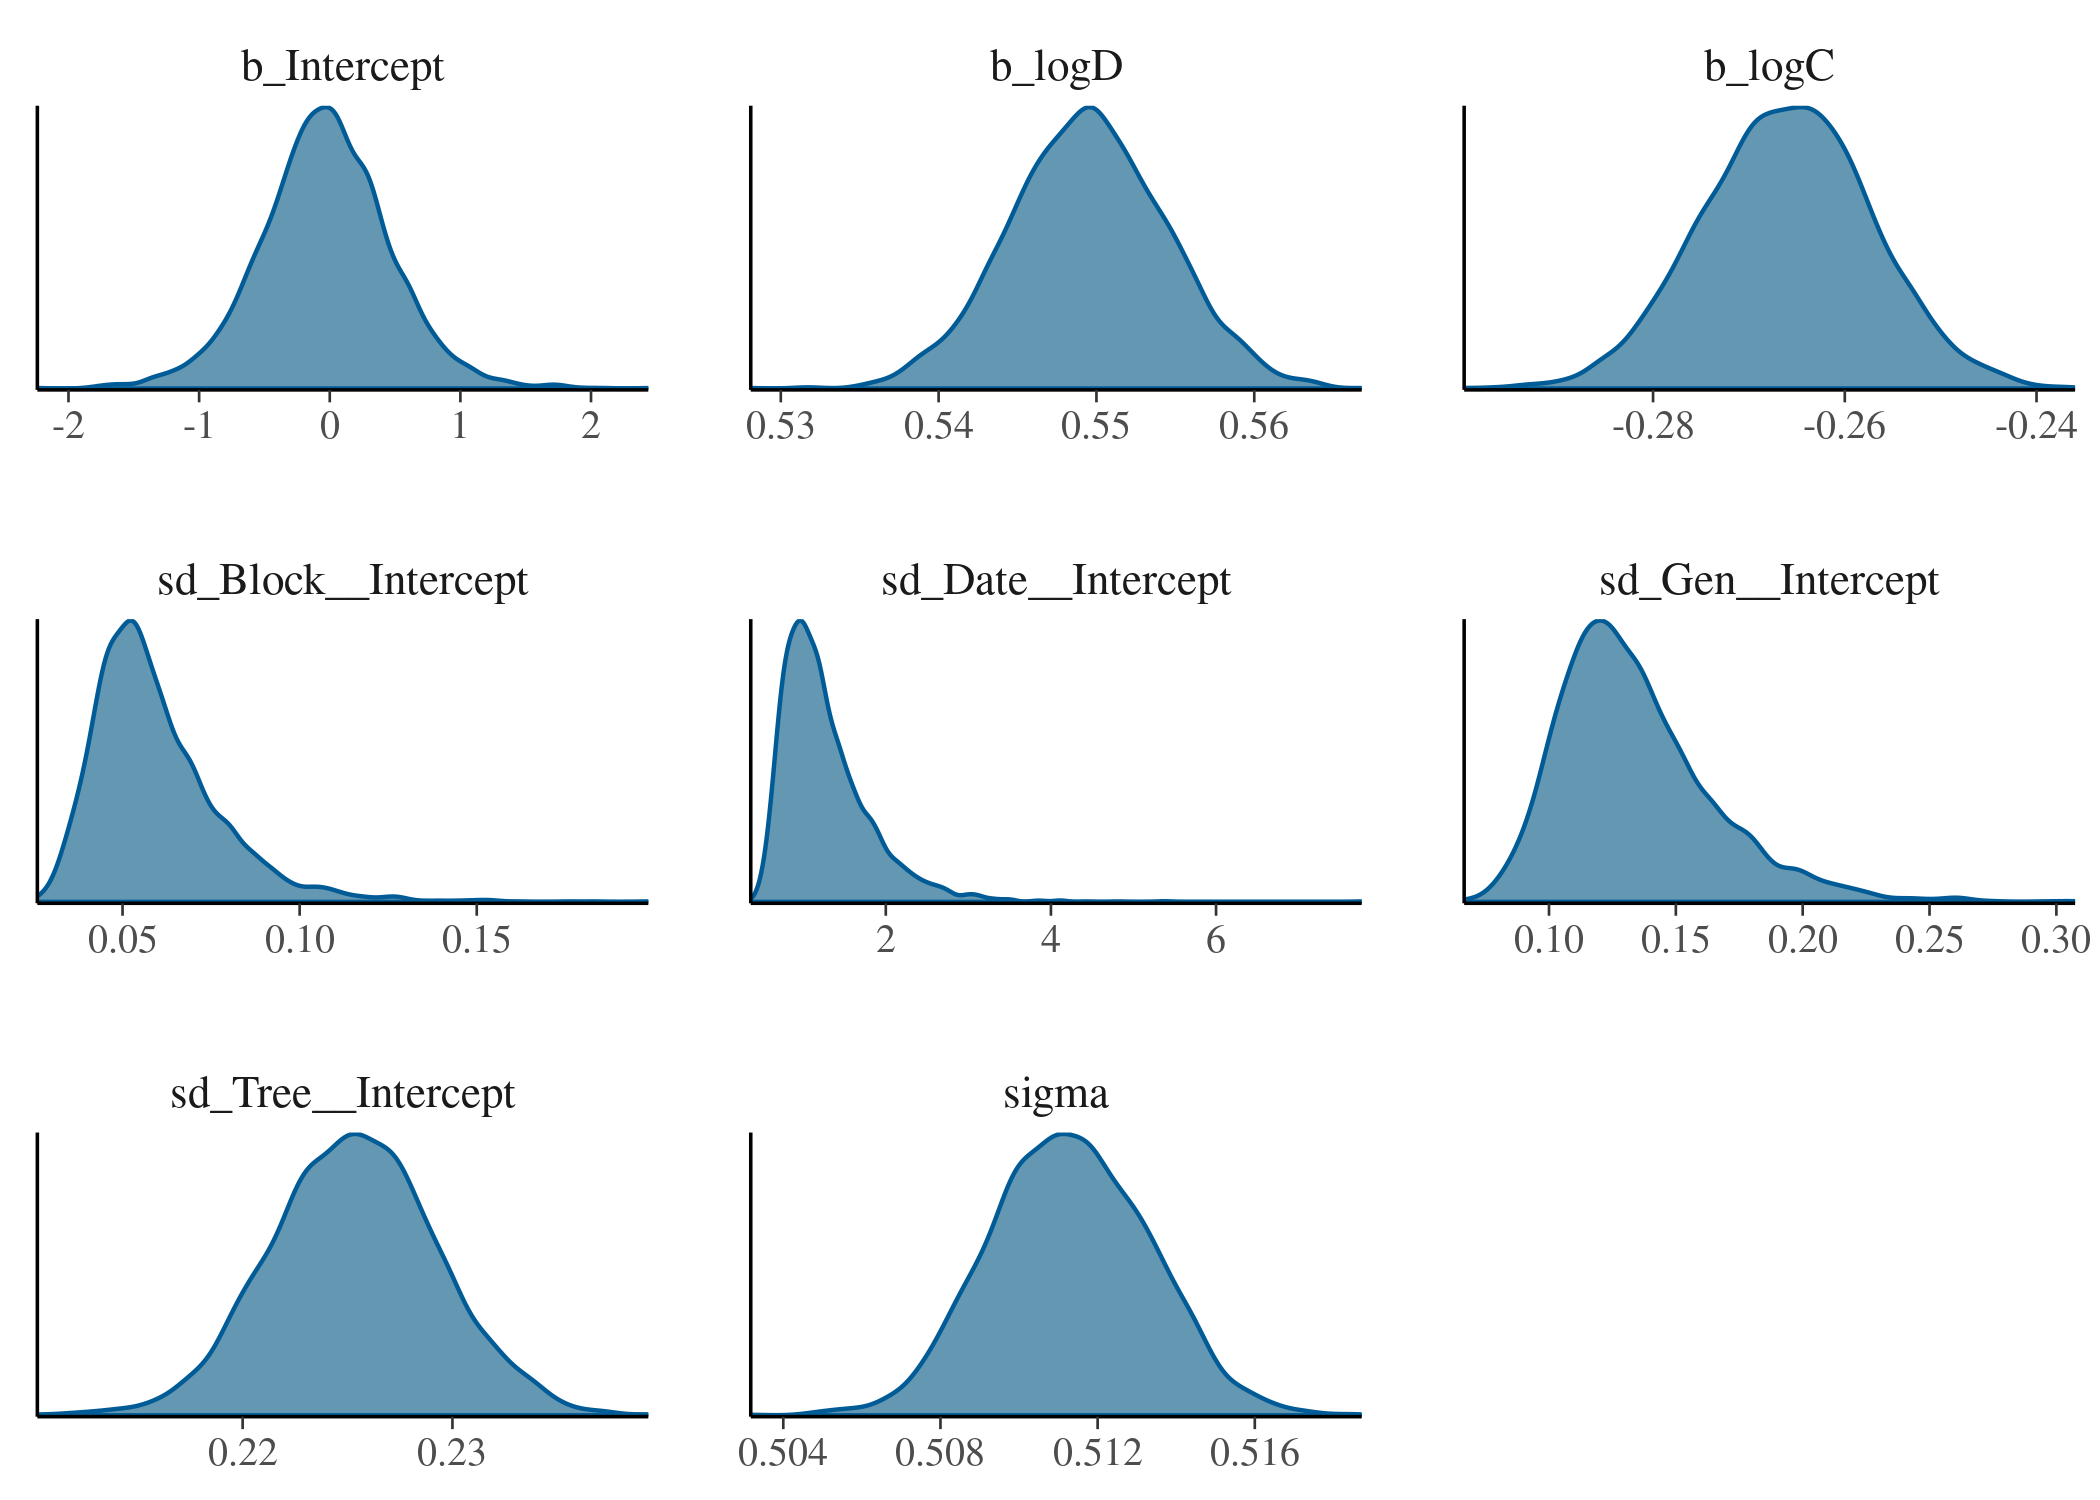 b_Intercept b_logD b_logC
-2 -1 0 1 2 0.53 0.54 0.55 0.56 -0.28 -0.26 -0.24
sd_Block__Intercept sd_Date__Intercept sd_Gen__Intercept
0.05 0.10 0.15 2 4 6 0.10 0.15 0.20 0.25 0.30
sd_Tree__Intercept sigma
0.22 0.23 0.504 0.508 0.512 0.516